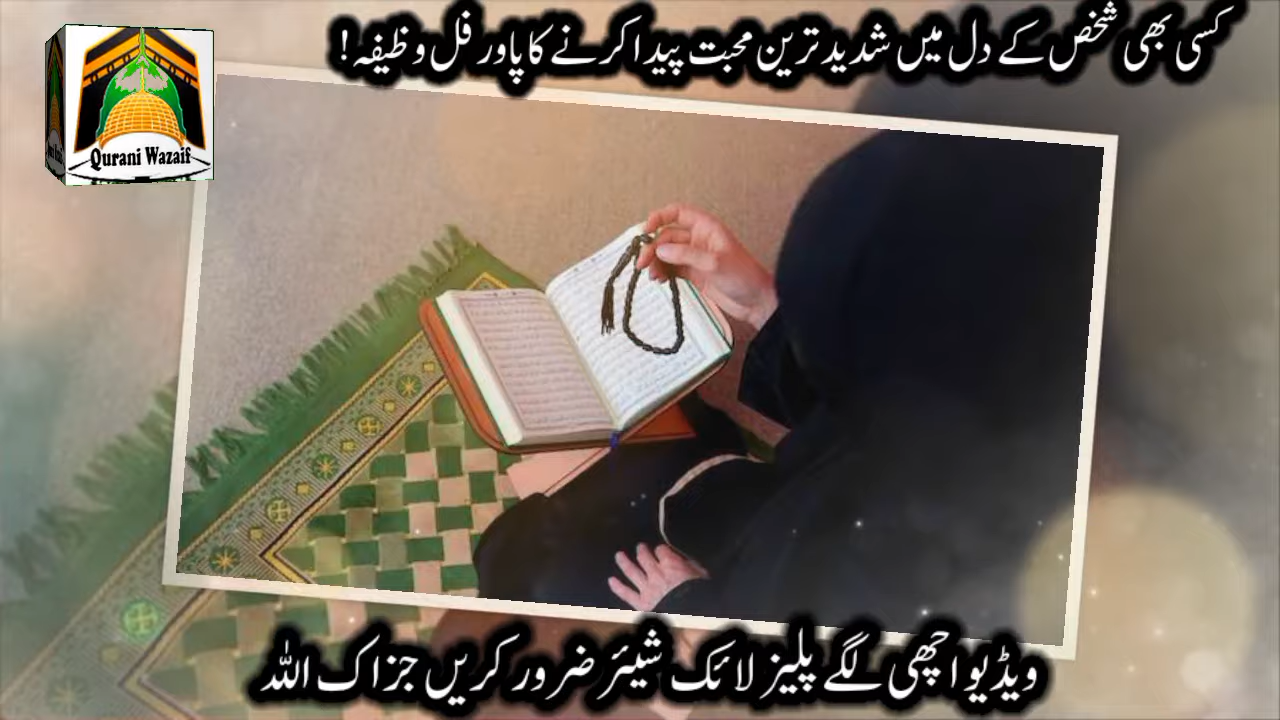 کسی بھی شخص کے دل میں شدید ترین محبت پیدا کرنے کا پاور فل وظیفہ!
Qurani Wazaif
ویڈیو اچھی لگے پلیز لائک شیئر ضرور کریں جزاک اللہ